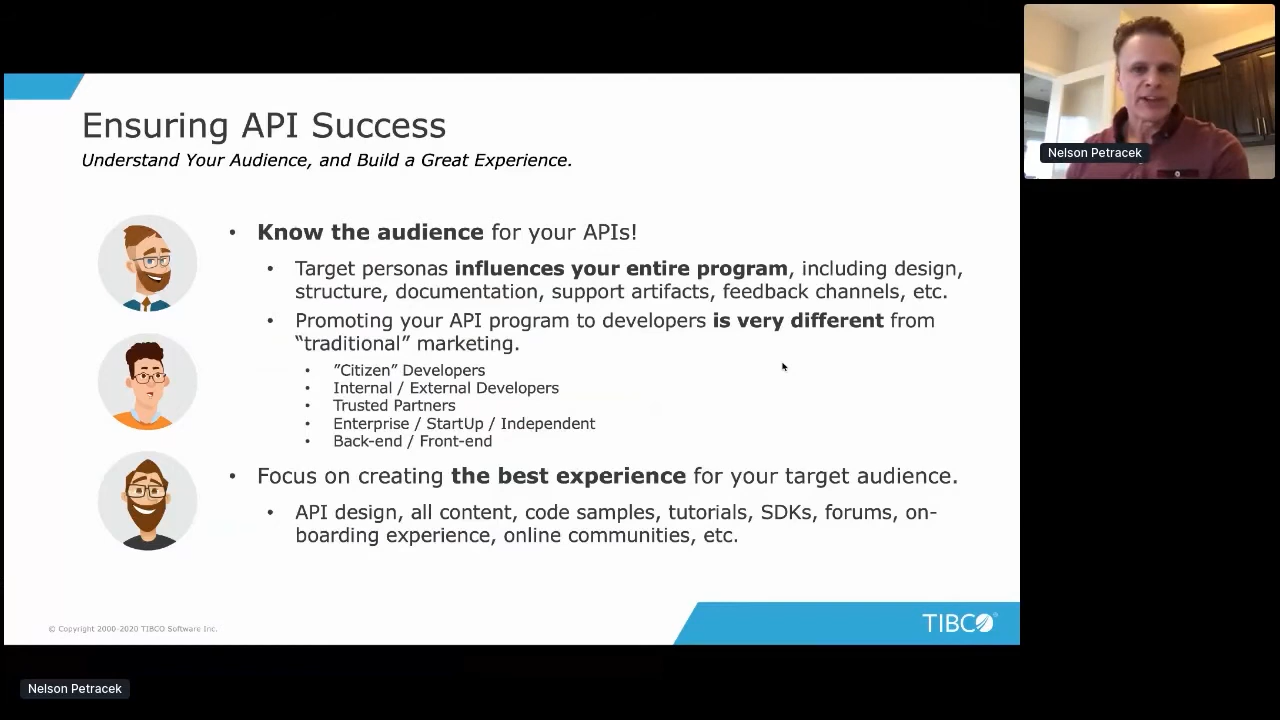 Ensuring API Success
Understand Your Audience, and Build a Great Experience.
• Know the audience for your APIs!
• Target personas influences your entire program, including design,
structure, documentation, support artifacts, feedback channels, etc.
• Promoting your API program to developers is very different from
“traditional” marketing.
• ”Citizen” Developers
• Internal / External Developers
• Trusted Partners
• Enterprise / StartUp / Independent
• Back-end / Front-end
• Focus on creating the best experience for your target audience.
• API design, all content, code samples, tutorials, SDKs, forums, on-
boarding experience, online communities, etc.
© Copyright 2000-2020 TIBCO Software Inc.
TIBCO®
Nelson Petracek
Nelson Petracek